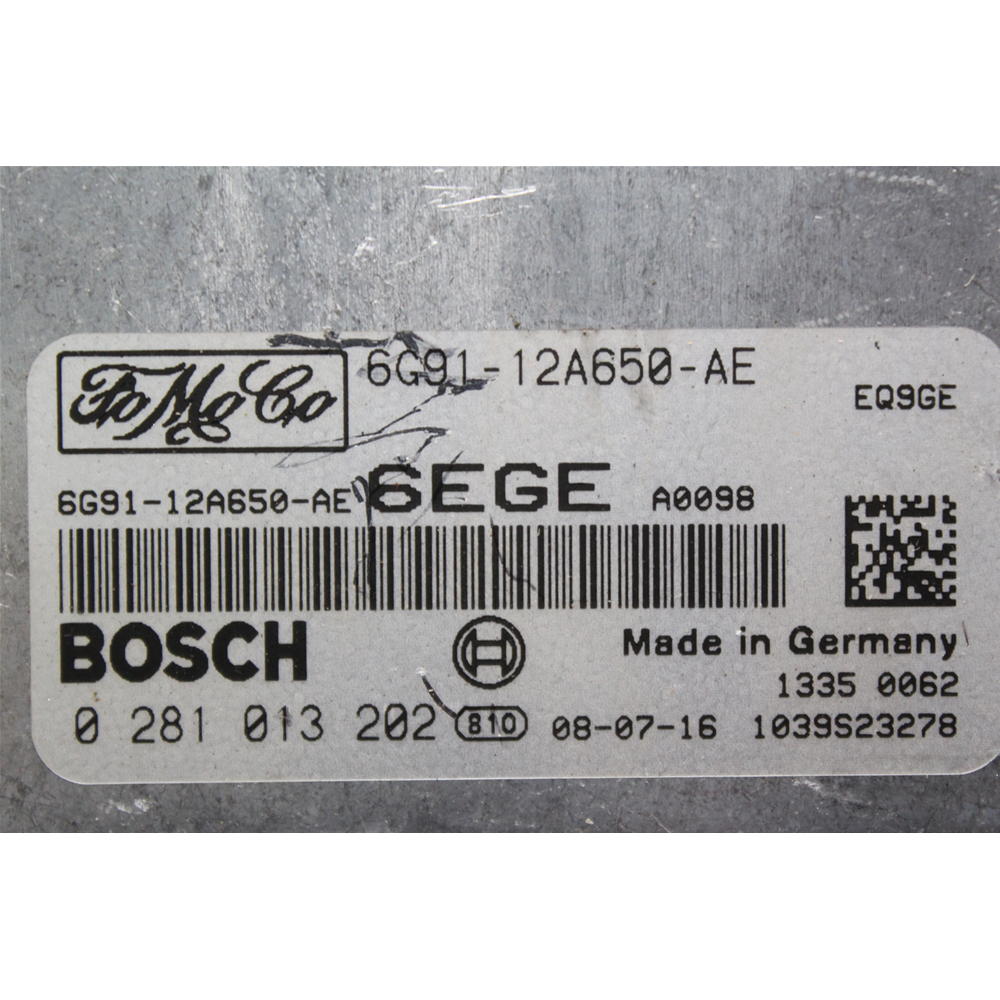 FoMoCo 6G91-12A650-AE
EQ9GE
6G91-12A650-AE 6EGE A0098
BOSCH Made in Germany
1335 0062
0 281 013 202 810 08-07-16 1039S23278